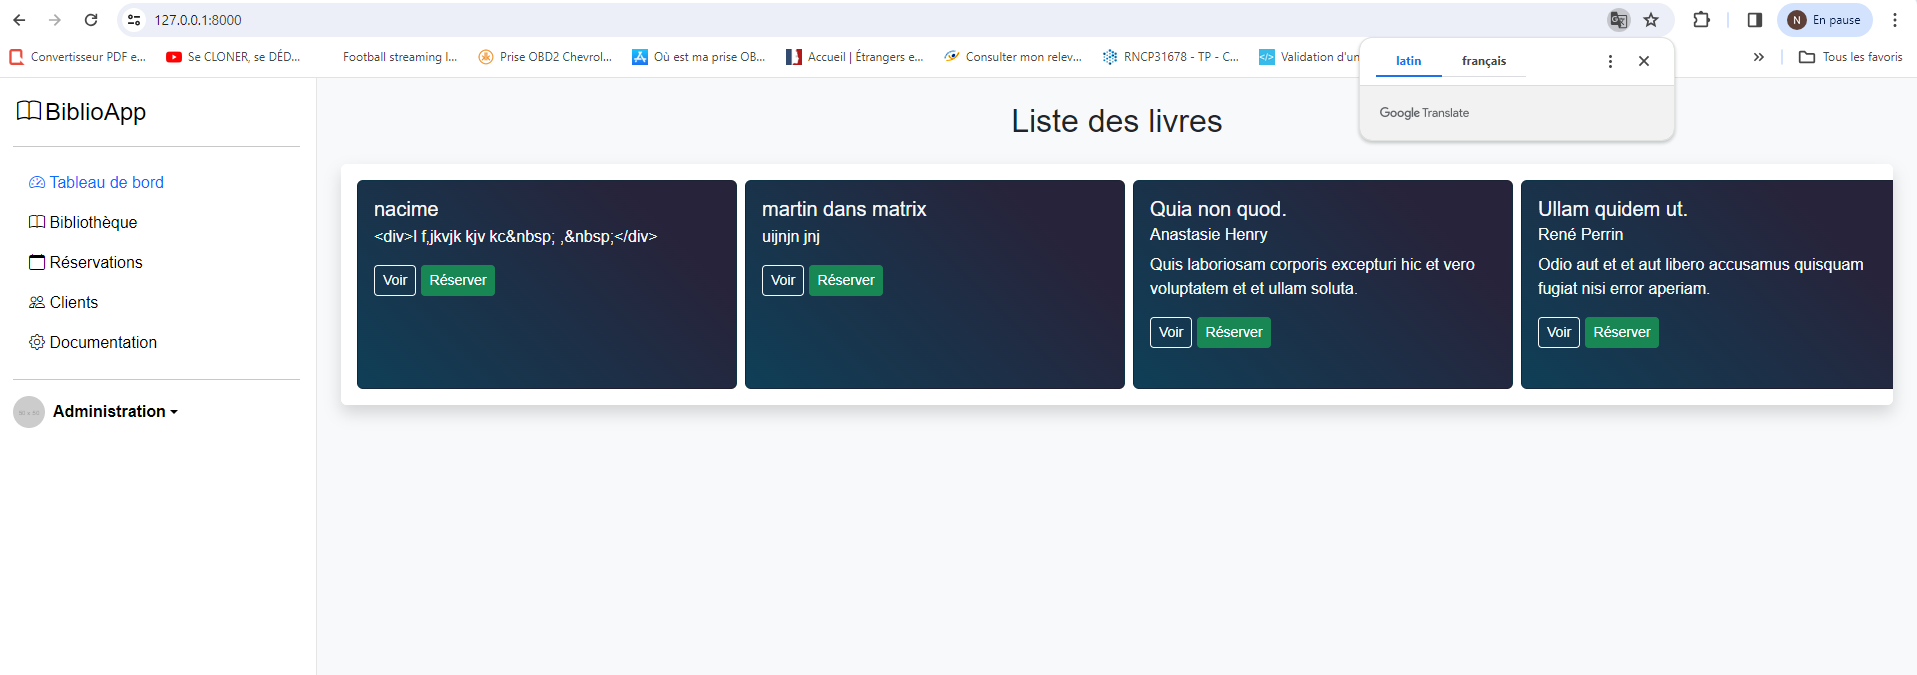 127.0.0.1:8000
En pause
Convertisseur PDF e...
Se CLONER, se DÉD...
Football streaming l...
Prise OBD2 Chevrol...
Où est ma prise OB...
Accueil | Étrangers e...
Consulter mon relev...
RNCP31678 - TP - C...
Validation d'un
Tous les favoris
latin
français
Google Translate
BiblioApp
Tableau de bord
Bibliothèque
Réservations
Clients
Documentation
Administration
Liste des livres
nacime
<div>l f,jkvjk kjv kc&nbsp; ,&nbsp;</div>
Voir
Réserver
martin dans matrix
uijnjn jnj
Voir
Réserver
Quia non quod.
Anastasie Henry
Quis laboriosam corporis excepturi hic et vero
voluptatem et et ullam soluta.
Voir
Réserver
Ullam quidem ut.
René Perrin
Odio aut et et aut libero accusamus quisquam
fugiat nisi error aperiam.
Voir
Réserver